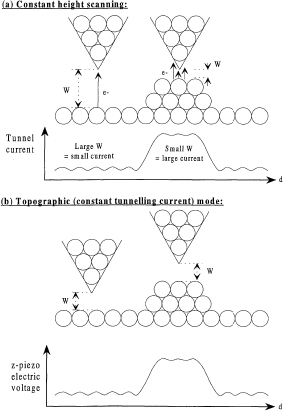 (a) Constant height scanning:
W
e-
e-
W
Tunnel
current
Large W
= small current
Small W
= large current
d
(b) Topographic (constant tunnelling current) mode:
W
W
z-piezo
electric
voltage
d